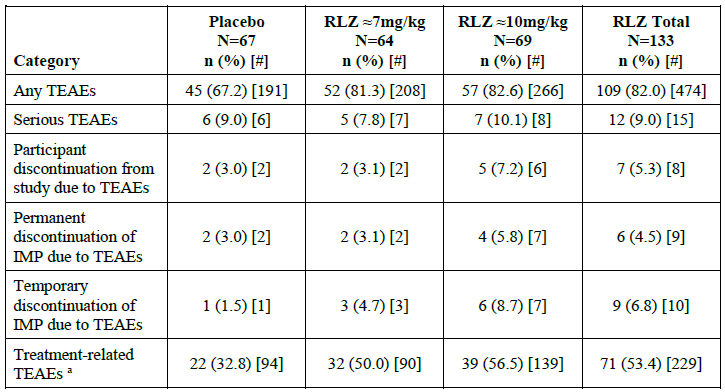 Category
Placebo
N=67
n (%) [#]
RLZ ≈7mg/kg
N=64
n (%) [#]
RLZ ≈10mg/kg
N=69
n (%) [#]
RLZ Total
N=133
n (%) [#]
Any TEAEs 45 (67.2) [191] 52 (81.3) [208] 57 (82.6) [266] 109 (82.0) [474]
Serious TEAEs 6 (9.0) [6] 5 (7.8) [7] 7 (10.1) [8] 12 (9.0) [15]
Participant
discontinuation from
study due to TEAEs
2 (3.0) [2] 2 (3.1) [2] 5 (7.2) [6] 7 (5.3) [8]
Permanent
discontinuation of
IMP due to TEAEs
2 (3.0) [2] 2 (3.1) [2] 4 (5.8) [7] 6 (4.5) [9]
Temporary
discontinuation of
IMP due to TEAEs
1 (1.5) [1] 3 (4.7) [3] 6 (8.7) [7] 9 (6.8) [10]
Treatment-related
TEAEs a
22 (32.8) [94] 32 (50.0) [90] 39 (56.5) [139] 71 (53.4) [229]